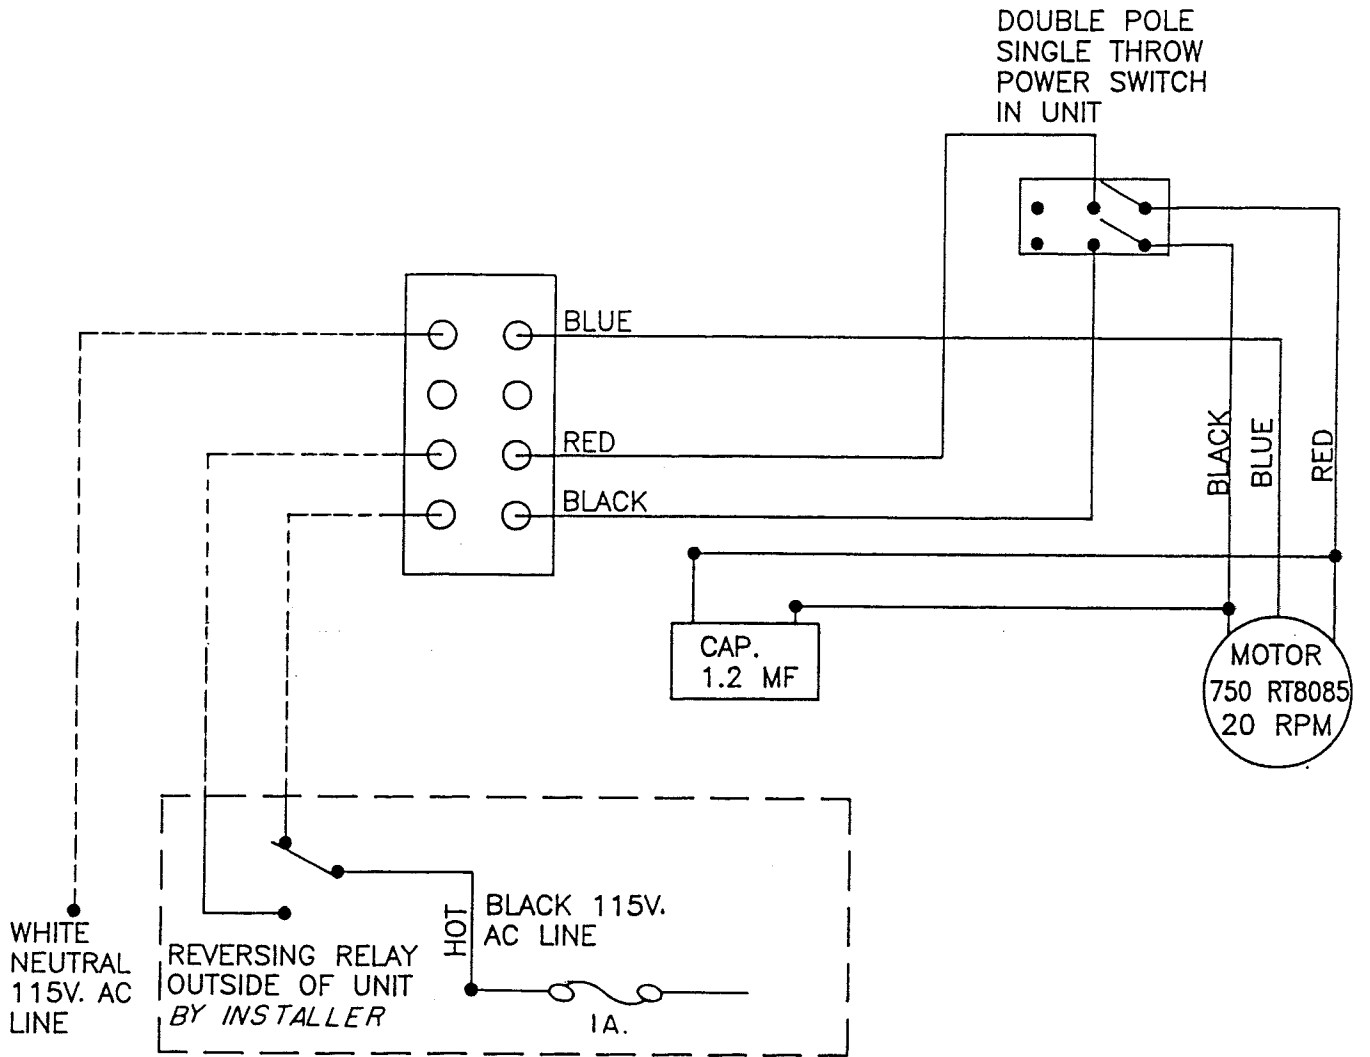 DOUBLE POLE
SINGLE THROW
POWER SWITCH
IN UNIT
BLUE
RED
BLACK
BLACK
BLUE
RED
CAP.
1.2 MF
MOTOR
750 RT8085
20 RPM
WHITE
NEUTRAL
115V. AC
LINE
REVERSING RELAY
OUTSIDE OF UNIT
BY INSTALLER
HOT
BLACK 115V.
AC LINE
1A.